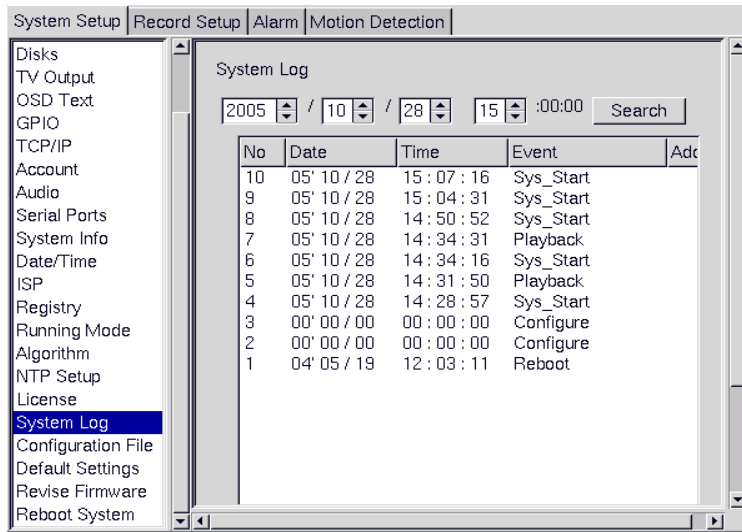 System Setup Record Setup Alarm Motion Detection
Disks
TV Output
OSD Text
GPIO
TCP/IP
Account
Audio
Serial Ports
System Info
Date/Time
ISP
Registry
Running Mode
Algorithm
NTP Setup
License
System Log
Configuration File
Default Settings
Revise Firmware
Reboot System
System Log
2005 / 10 / 28 15 :00:00 Search
No Date Time Event Add
10 05' 10 / 28 15 : 07 : 16 Sys_Start
9 05' 10 / 28 15 : 04 : 31 Sys_Start
8 05' 10 / 28 14 : 50 : 52 Sys_Start
7 05' 10 / 28 14 : 34 : 31 Playback
6 05' 10 / 28 14 : 34 : 16 Sys_Start
5 05' 10 / 28 14 : 31 : 50 Playback
4 05' 10 / 28 14 : 28 : 57 Sys_Start
3 00' 00 / 00 00 : 00 : 00 Configure
2 00' 00 / 00 00 : 00 : 00 Configure
1 04' 05 / 19 12 : 03 : 11 Reboot